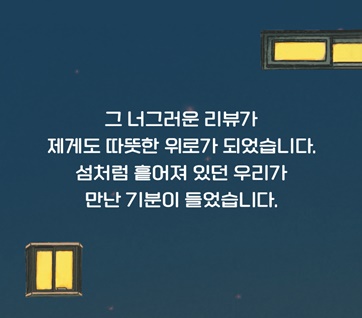 그 너그러운 리뷰가
제게도 따뜻한 위로가 되었습니다.
섬처럼 흩어져 있던 우리가
만난 기분이 들었습니다.